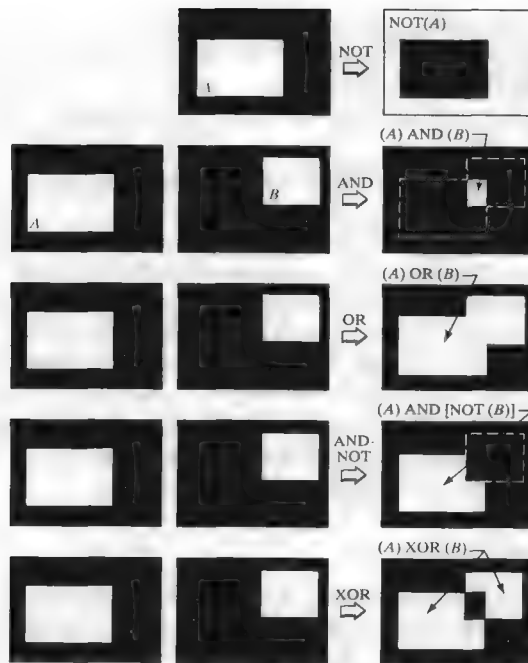 NOT
NOT(A)
A
(A) AND (B)
A
B
AND
(A) OR (B)
OR
(A) AND [NOT (B)]
AND-
NOT
(A) XOR (B)
XOR